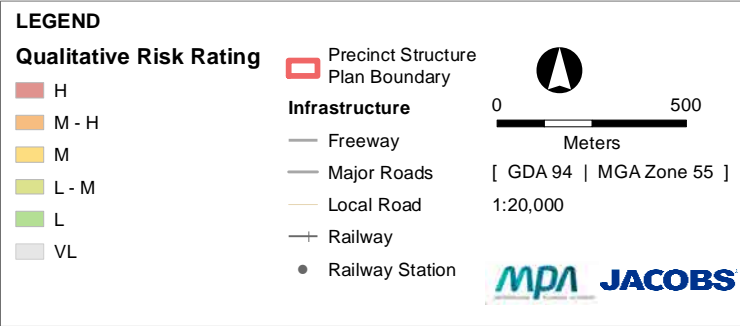 LEGEND
Qualitative Risk Rating
H
M - H
M
L - M
L
VL
Precinct Structure
Plan Boundary
Infrastructure
Freeway
Major Roads
Local Road
Railway
Railway Station
0 500
Meters
[ GDA 94 | MGA Zone 55 ]
1:20,000
MPA
JACOBS